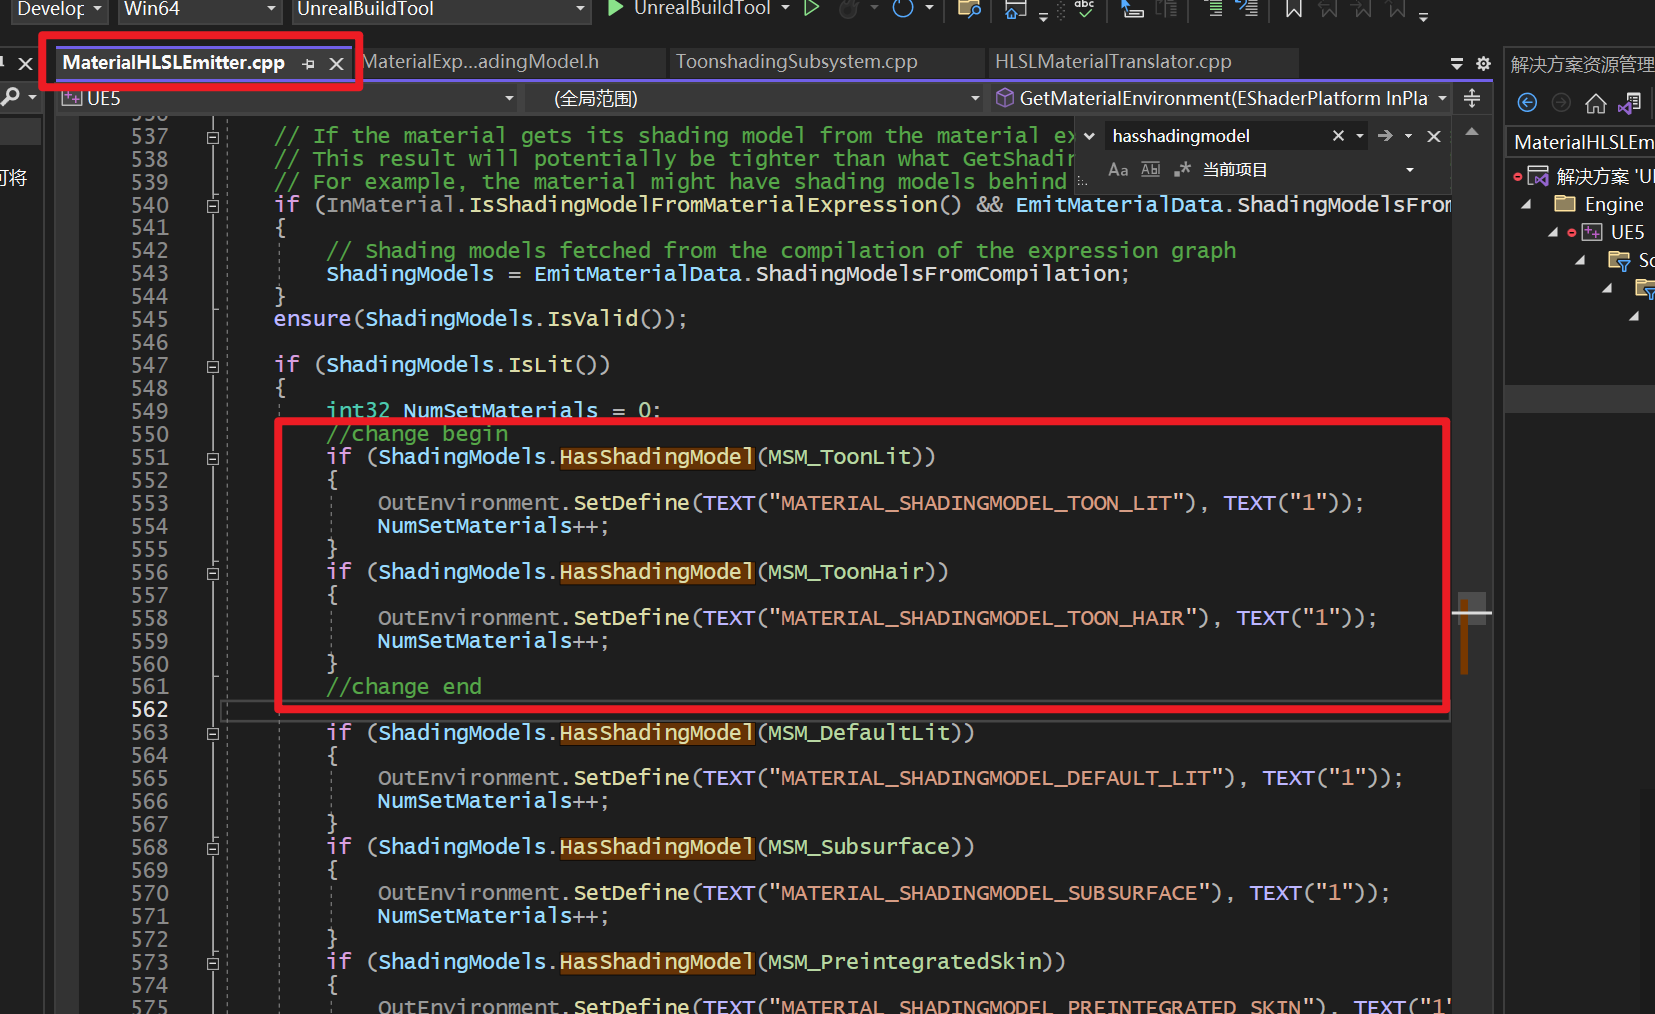 Develop
Win64
UnrealBuildTool
UnrealBuildTool
abc
MaterialHLSLEmitter.cpp
MaterialExp...adingModel.h
ToonshadingSubsystem.cpp
HLSLMaterialTranslator.cpp
解决方案资源管理
UE5
(全局范围)
GetMaterialEnvironment(EShaderPlatform InPla
hasshadingmodel
Aa
Abl
当前项目
可将
MaterialHLSLEm
解决方案 'UI
Engine
UE5
Sc
537 // If the material gets its shading model from the material ex
538 // This result will potentially be tighter than what GetShadin
539 // For example, the material might have shading models behind
540 if (InMaterial.IsShadingModelFromMaterialExpression() && EmitMaterialData.ShadingModelsFrom
541 {
542 // Shading models fetched from the compilation of the expression graph
543 ShadingModels = EmitMaterialData.ShadingModelsFromCompilation;
544 }
545 ensure(ShadingModels.IsValid());
546
547 if (ShadingModels.IsLit())
548 {
549 int32 NumSetMaterials = 0;
550 //change begin
551 if (ShadingModels.HasShadingModel(MSM_ToonLit))
552 {
553 OutEnvironment.SetDefine(TEXT("MATERIAL_SHADINGMODEL_TOON_LIT"), TEXT("1"));
554 NumSetMaterials++;
555 }
556 if (ShadingModels.HasShadingModel(MSM_ToonHair))
557 {
558 OutEnvironment.SetDefine(TEXT("MATERIAL_SHADINGMODEL_TOON_HAIR"), TEXT("1"));
559 NumSetMaterials++;
560 }
561 //change end
562
563 if (ShadingModels.HasShadingModel(MSM_DefaultLit))
564 {
565 OutEnvironment.SetDefine(TEXT("MATERIAL_SHADINGMODEL_DEFAULT_LIT"), TEXT("1"));
566 NumSetMaterials++;
567 }
568 if (ShadingModels.HasShadingModel(MSM_Subsurface))
569 {
570 OutEnvironment.SetDefine(TEXT("MATERIAL_SHADINGMODEL_SUBSURFACE"), TEXT("1"));
571 NumSetMaterials++;
572 }
573 if (ShadingModels.HasShadingModel(MSM_PreintegratedSkin))
574 {
575 OutEnvironment.SetDefine(TEXT("MATERIAL_SHADINGMODEL_PREINTEGRATED_SKIN"), TEXT("1"